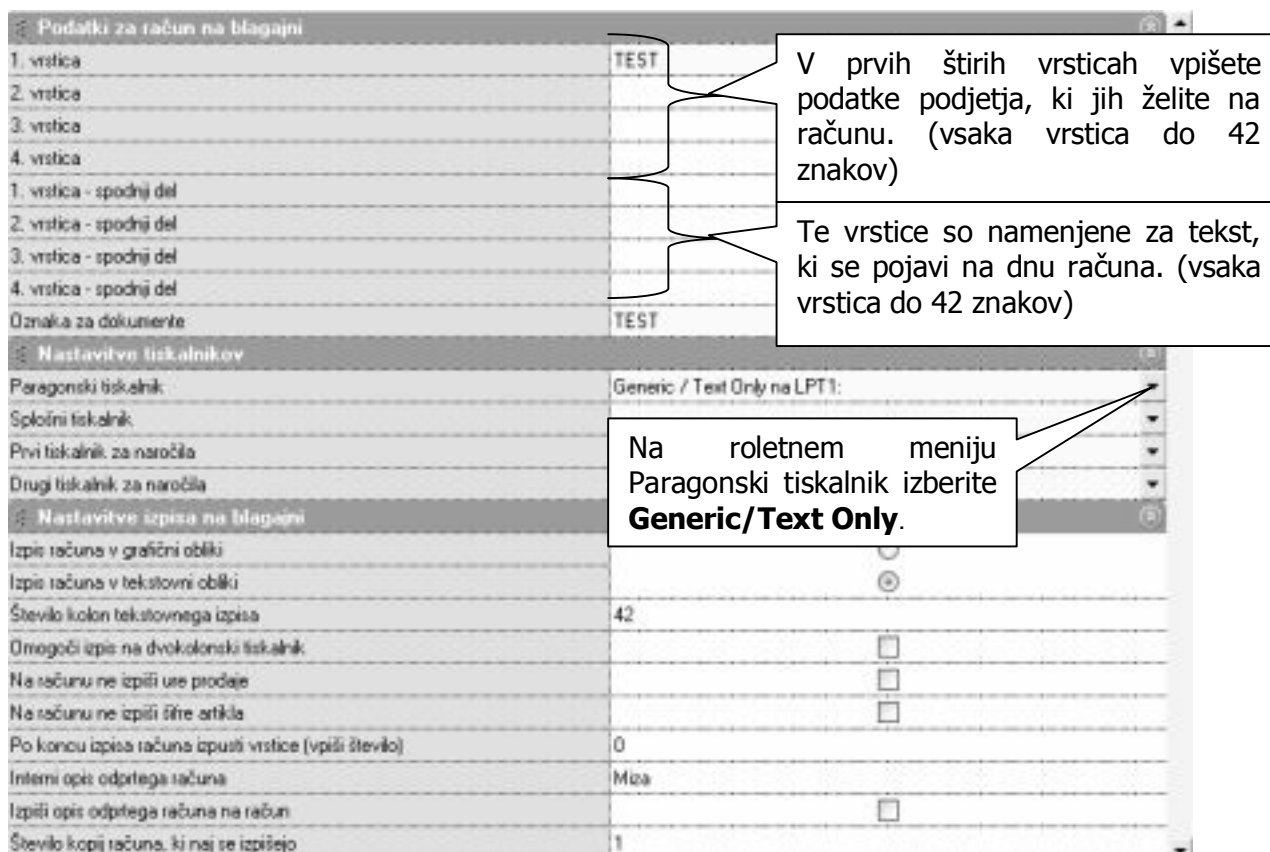 Podatki za račun na blagajni
1. vrstica TEST
2. vrstica
3. vrstica
4. vrstica
1. vrstica - spodnji del
2. vrstica - spodnji del
3. vrstica - spodnji del
4. vrstica - spodnji del
Oznaka za dokumente TEST
V prvih štirih vrsticah vpišete
podatke podjetja, ki jih želite na
računu. (vsaka vrstica do 42
znakov)
Te vrstice so namenjene za tekst,
ki se pojavi na dnu računa. (vsaka
vrstica do 42 znakov)
Nastavitve tiskalnikov
Paragonski tiskalnik Generic / Text Only na LPT1:
Splošni tiskalnik
Prvi tiskalnik za naročila
Drugi tiskalnik za naročila
Na roletnem meniju
Paragonski tiskalnik izberite
Generic/Text Only.
Nastavitve izpisa na blagajni
Izpis računa v grafični obliki
Izpis računa v tekstovni obliki
Število kolon tekstovnega izpisa 42
Omogoči izpis na dvokolonski tiskalnik
Na računu ne izpiši ure prodaje
Na računu ne izpiši šifre artikla
Po koncu izpisa računa izpusti vrstice (vpiši število) 0
Interni opis odprtega računa Miza
Izpiši opis odprtega računa na račun
Število kopij računa, ki naj se izpišejo 1